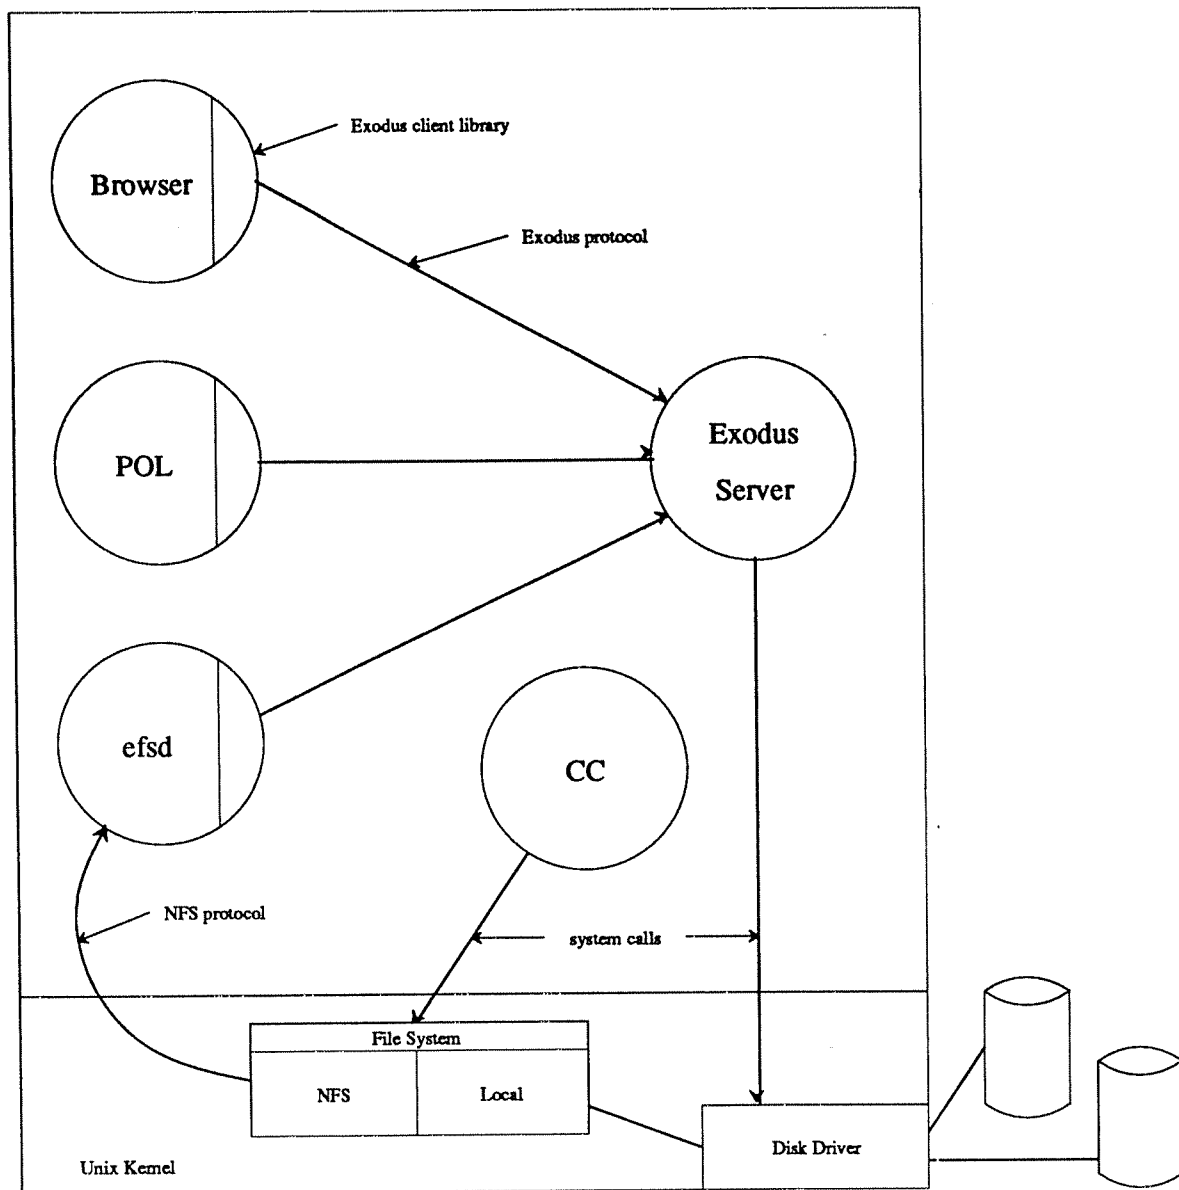 Exodus client library
Browser
Exodus protocol
POL
Exodus
Server
efsd
CC
NFS protocol
system calls
File System
NFS
Local
Disk Driver
Unix Kernel